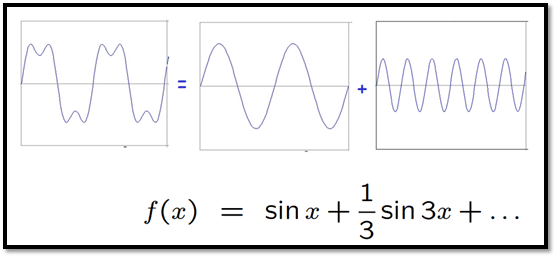 = +
f(x) = sin x + 1/3 sin 3x + ...